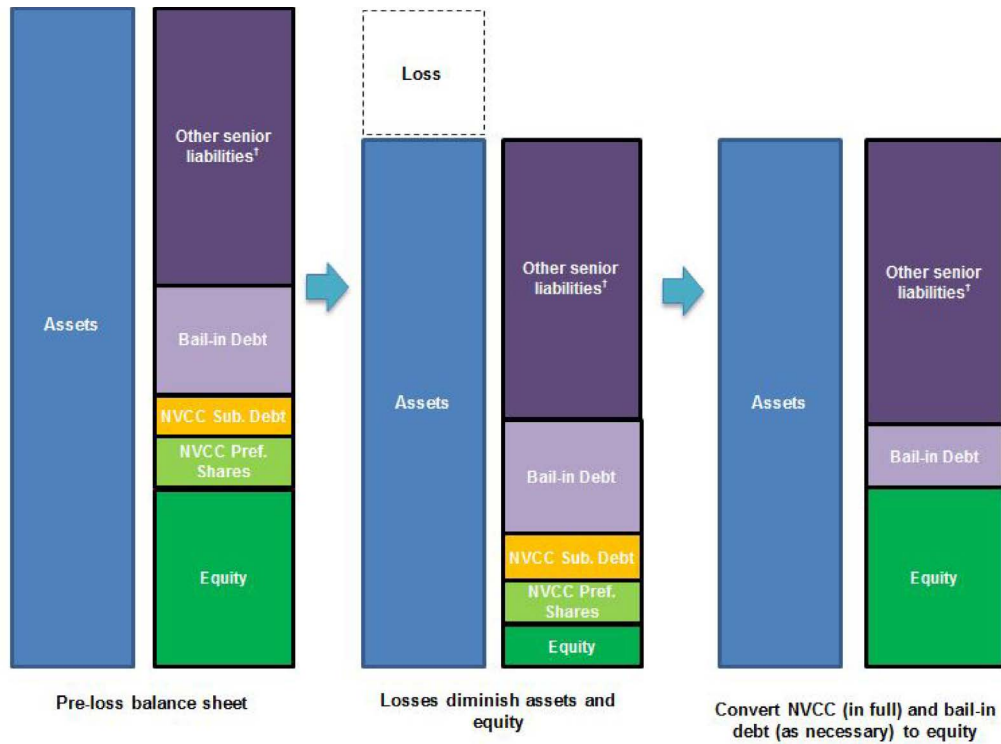 Assets
Other senior
liabilities†
Bail-in Debt
NVCC Sub. Debt
NVCC Pref.
Shares
Equity
Pre-loss balance sheet
Loss
Assets
Other senior
liabilities†
Bail-in Debt
NVCC Sub. Debt
NVCC Pref.
Shares
Equity
Losses diminish assets and
equity
Assets
Other senior
liabilities†
Bail-in Debt
Equity
Convert NVCC (in full) and bail-in
debt (as necessary) to equity